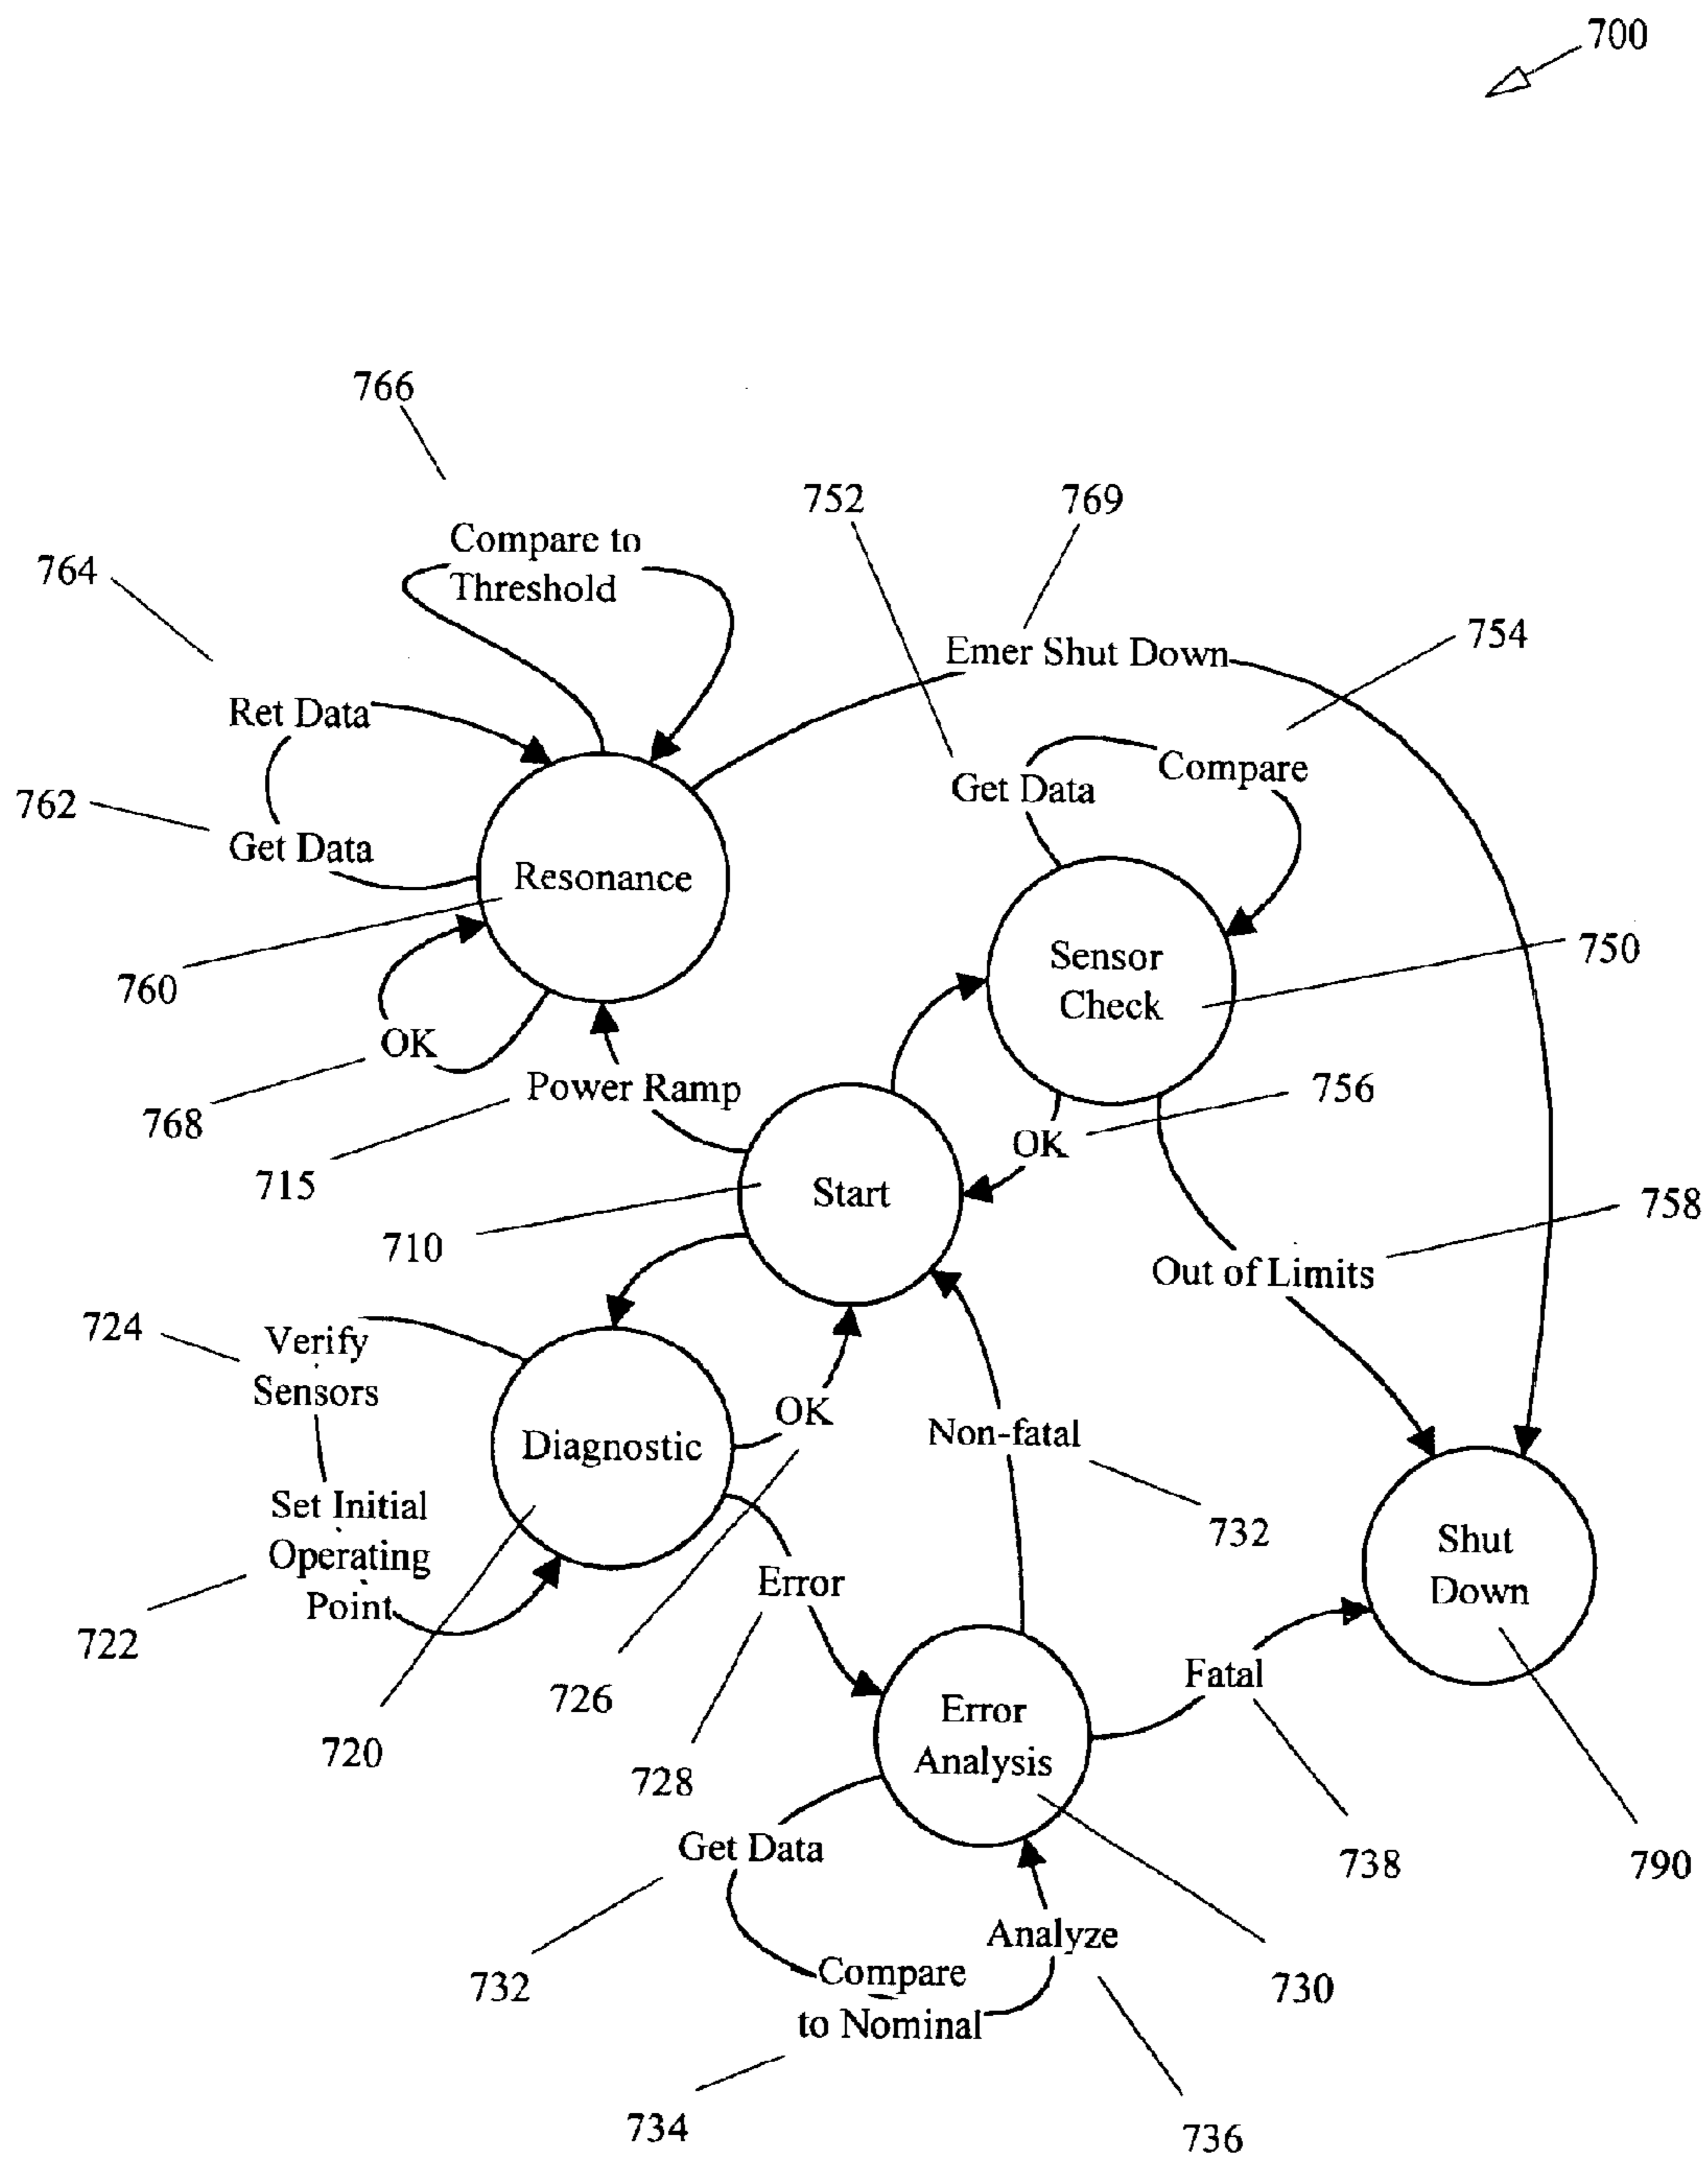 700
766
752
769
Compare to
Threshold
764
754
Emer Shut Down
Ret Data
Compare
762
Get Data
Get Data
Resonance
Sensor
Check
750
760
OK
Power Ramp
756
768
OK
715
Start
758
710
Out of Limits
724
Verify
Sensors
OK
Non-fatal
Diagnostic
Set Initial
Operating
Point
732
Shut
Down
Error
722
Fatal
726
Error
Analysis
720
728
Get Data
738
790
Analyze
Compare
to Nominal
732
730
734
736